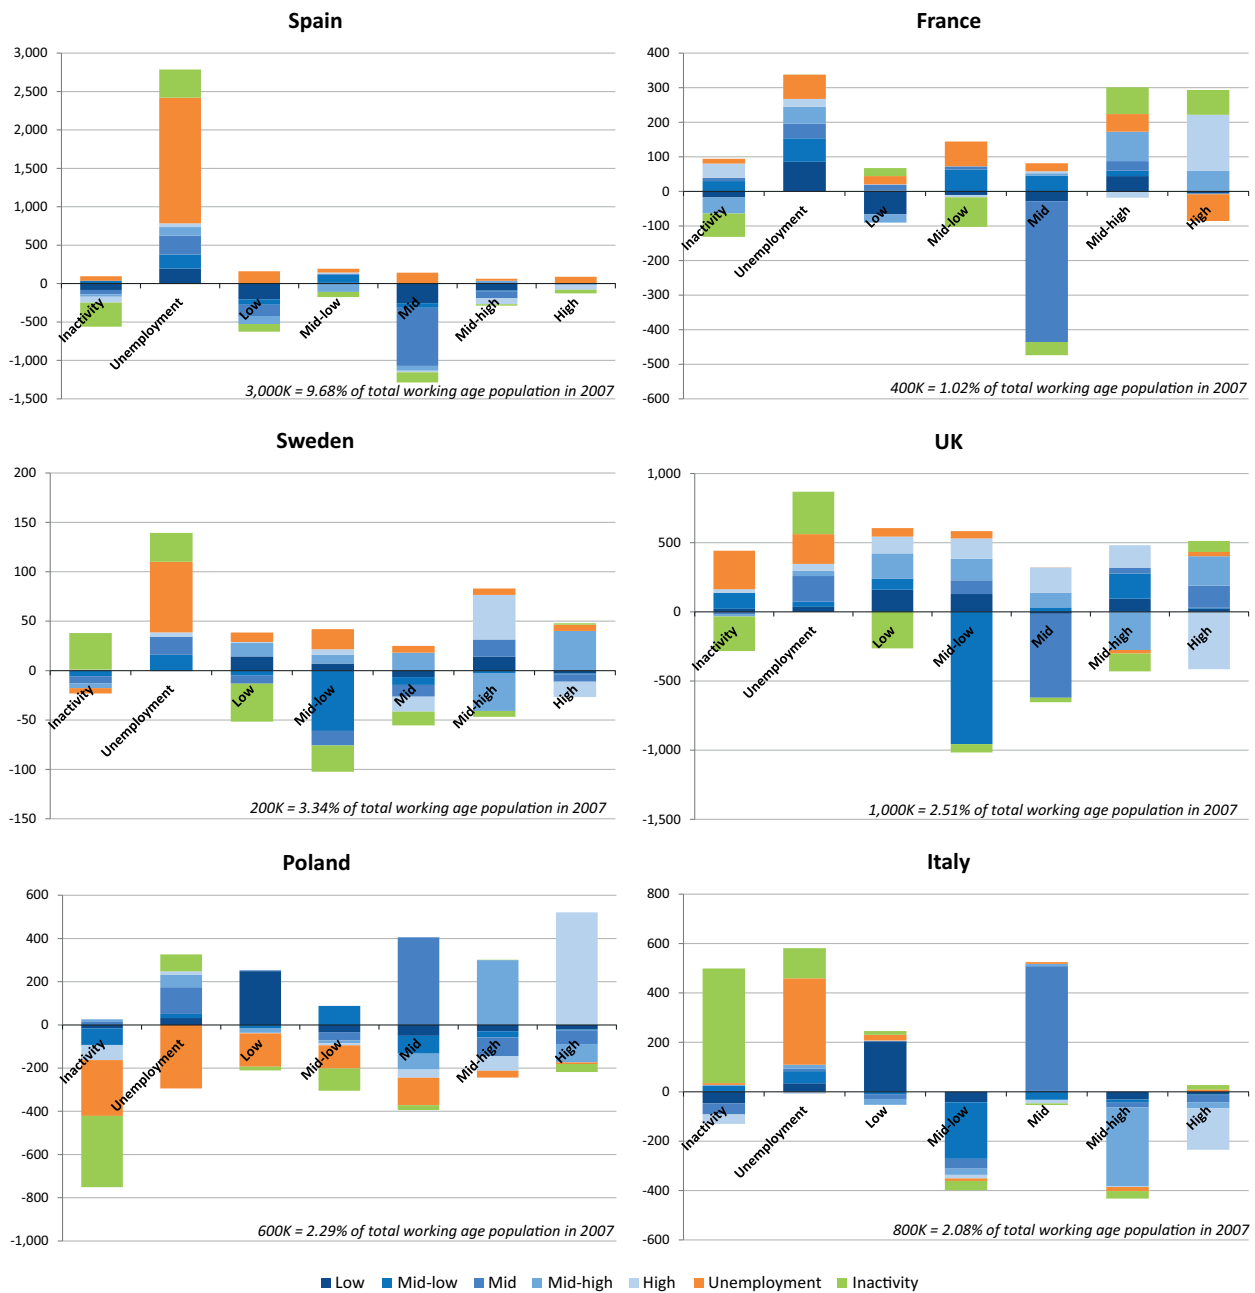 Spain
3,000
2,500
2,000
1,500
1,000
500
0
-500
-1,000
-1,500
Inactivity
Unemployment
Low
Mid-low
Mid
Mid-high
High
3,000K = 9.68% of total working age population in 2007
France
400
300
200
100
0
-100
-200
-300
-400
-500
-600
Inactivity
Unemployment
Low
Mid-low
Mid
Mid-high
High
400K = 1.02% of total working age population in 2007
Sweden
200
150
100
50
0
-50
-100
-150
Inactivity
Unemployment
Low
Mid-low
Mid
Mid-high
High
200K = 3.34% of total working age population in 2007
UK
1,000
500
0
-500
-1,000
-1,500
Inactivity
Unemployment
Low
Mid-low
Mid
Mid-high
High
1,000K = 2.51% of total working age population in 2007
Poland
600
400
200
0
-200
-400
-600
-800
-1,000
Inactivity
Unemployment
Low
Mid-low
Mid
Mid-high
High
600K = 2.29% of total working age population in 2007
Italy
800
600
400
200
0
-200
-400
-600
Inactivity
Unemployment
Low
Mid-low
Mid
Mid-high
High
800K = 2.08% of total working age population in 2007
Low Mid-low Mid Mid-high High Unemployment Inactivity